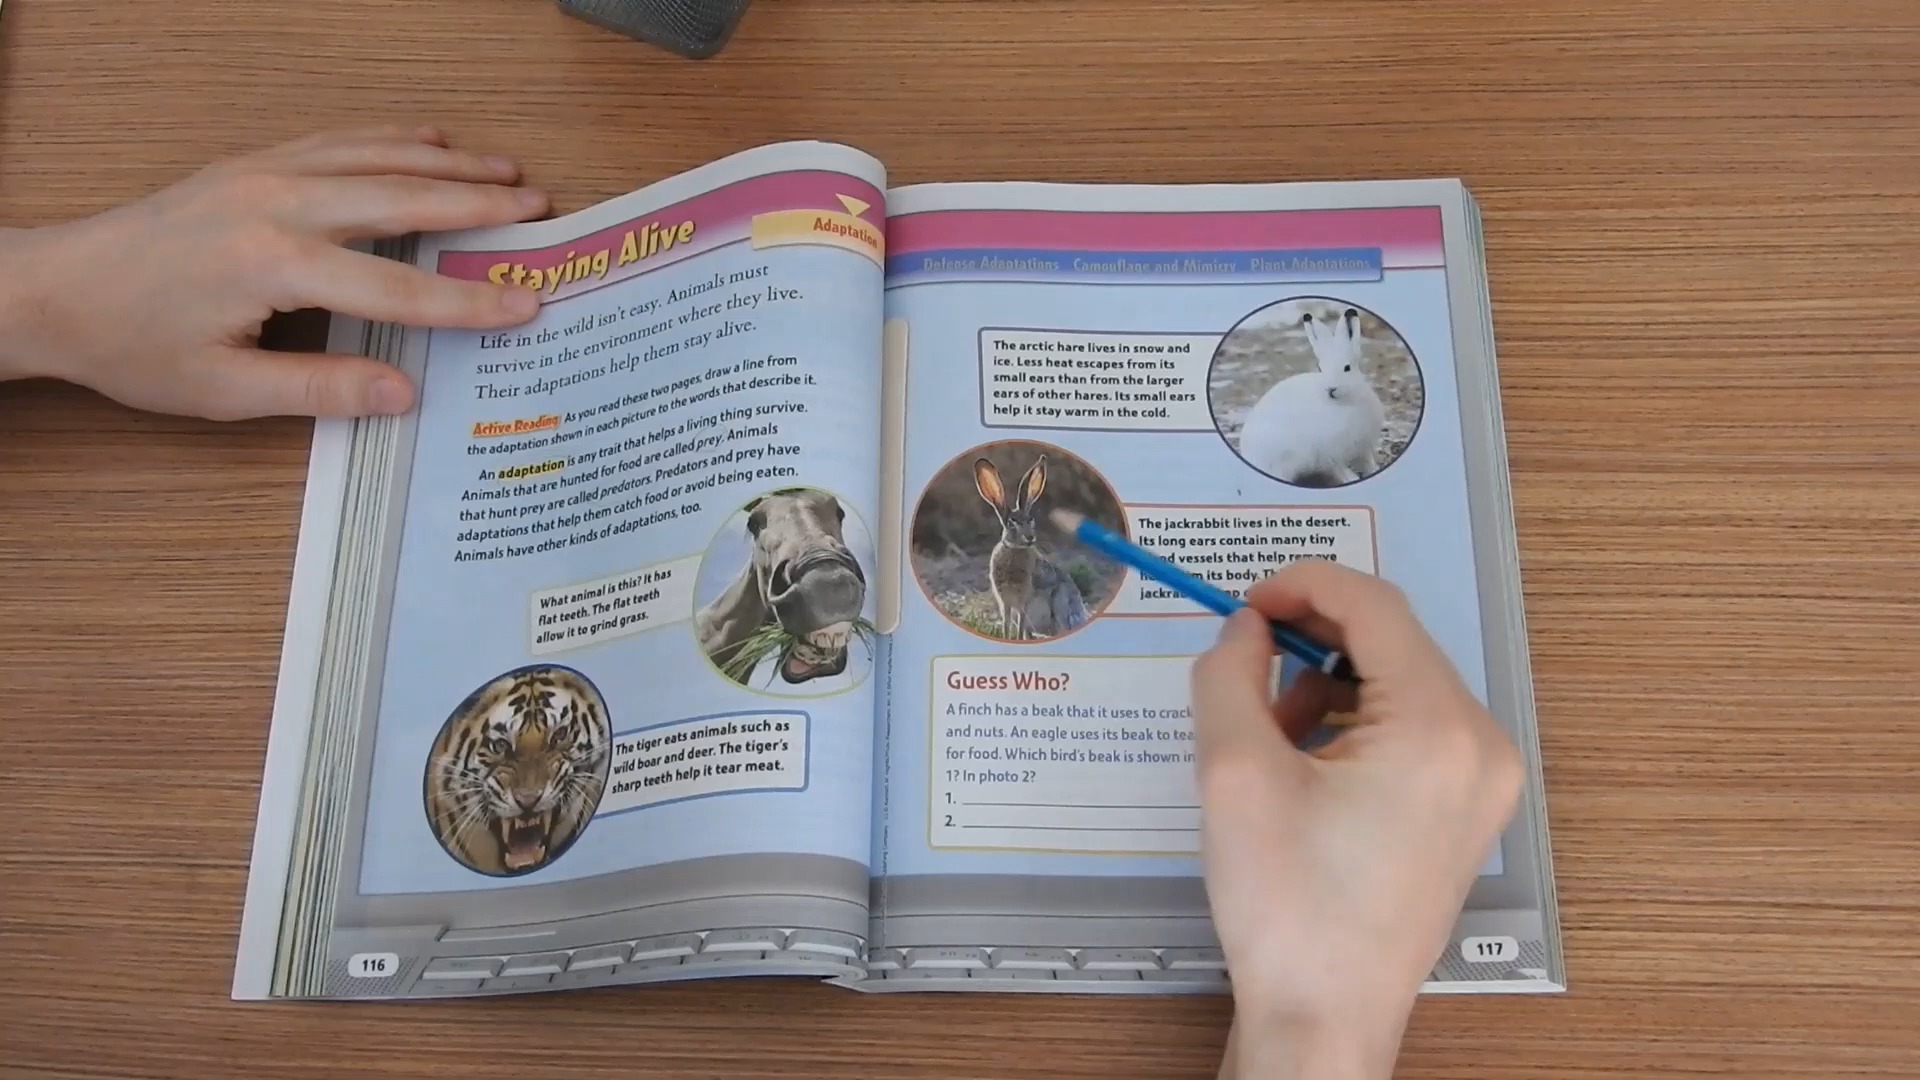 Staying Alive
Adaptation
Life in the wild isn't easy. Animals must
survive in the environment where they live.
Their adaptations help them stay alive.
Active Reading As you read these two pages, draw a line from
the adaptation shown in each picture to the words that describe it.
An adaptation is any trait that helps a living thing survive.
Animals that are hunted for food are called prey. Animals
that hunt prey are called predators. Predators and prey have
adaptations that help them catch food or avoid being eaten.
Animals have other kinds of adaptations, too.
What animal is this? It has
flat teeth. The flat teeth
allow it to grind grass.
The tiger eats animals such as
wild boar and deer. The tiger's
sharp teeth help it tear meat.
116
Defense Adaptations Camouflage and Mimicry Plant Adaptations
The arctic hare lives in snow and
ice. Less heat escapes from its
small ears than from the larger
ears of other hares. Its small ears
help it stay warm in the cold.
The jackrabbit lives in the desert.
Its long ears contain many tiny
vessels that help remove
its body.
Guess Who?
A finch has a beak that it uses to crack
and nuts. An eagle uses its beak to
for food. Which bird's beak is shown in
1? In photo 2?
1.
2.
117